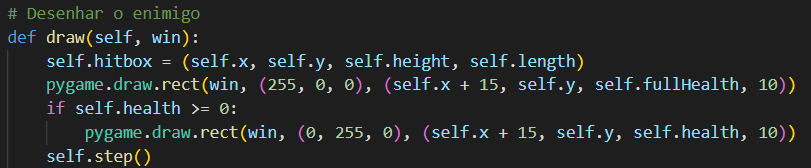 # Desenhar o enimigo
def draw(self, win):
    self.hitbox = (self.x, self.y, self.height, self.length)
    pygame.draw.rect(win, (255, 0, 0), (self.x + 15, self.y, self.fullHealth, 10))
    if self.health >= 0:
        pygame.draw.rect(win, (0, 255, 0), (self.x + 15, self.y, self.health, 10))
    self.step()